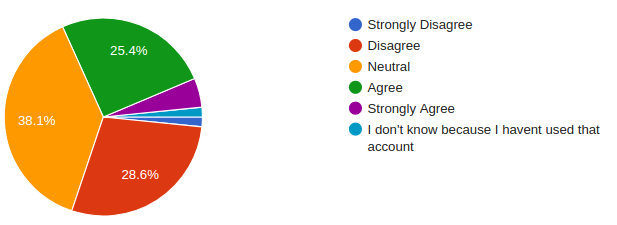 25.4%
38.1%
28.6%
Strongly Disagree
Disagree
Neutral
Agree
Strongly Agree
I don't know because I havent used that
account